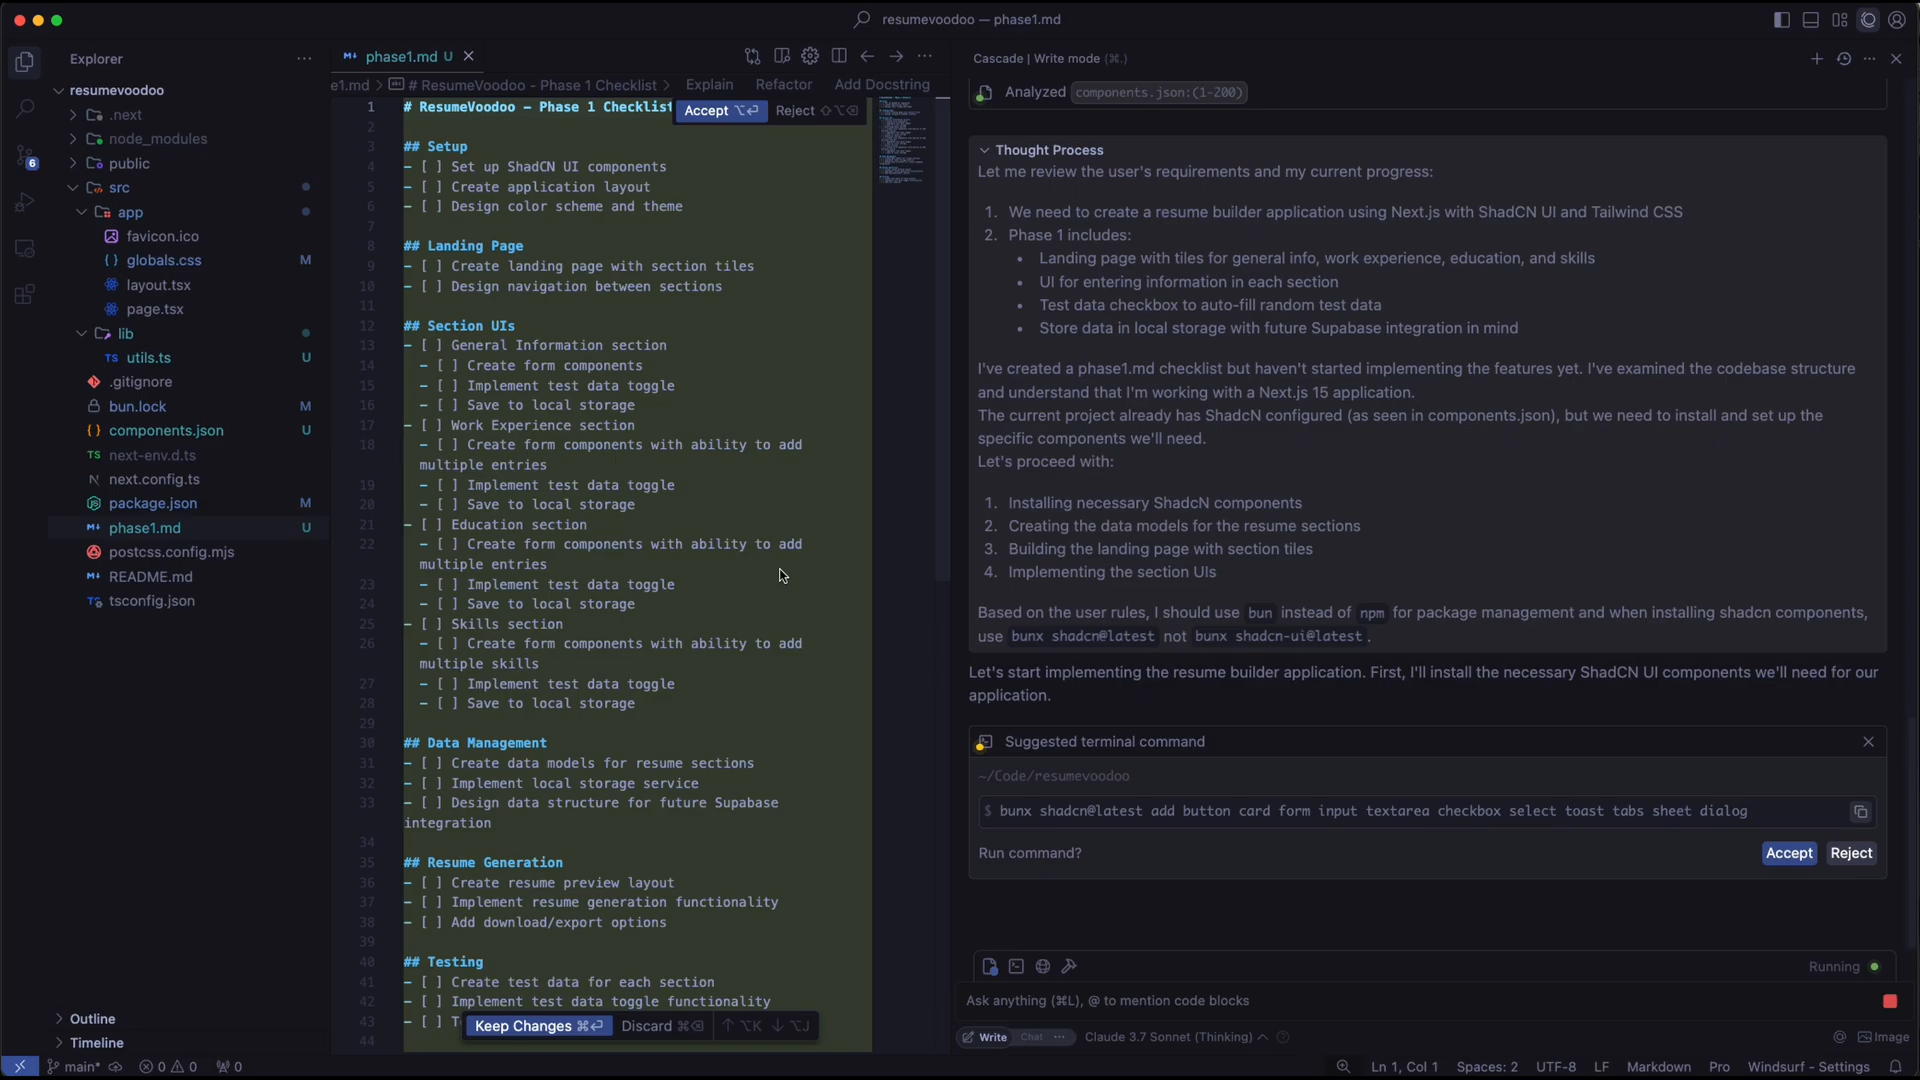 resumevoodoo — phase1.md
Explorer
resumevoodoo
.next
node_modules
public
src
app
favicon.ico
globals.css M
layout.tsx
page.tsx
lib
TS utils.ts U
.gitignore
bun.lock M
components.json U
TS next-env.d.ts
next.config.ts
package.json M
phase1.md U
postcss.config.mjs
README.md
tsconfig.json
Outline
Timeline
6
phase1.md U
e1.md > # ResumeVoodoo - Phase 1 Checklist > Explain Refactor Add Docstring
Accept Reject
1 # ResumeVoodoo - Phase 1 Checklist
2
3 ## Setup
4 - [ ] Set up ShadCN UI components
5 - [ ] Create application layout
6 - [ ] Design color scheme and theme
7
8 ## Landing Page
9 - [ ] Create landing page with section tiles
10 - [ ] Design navigation between sections
11
12 ## Section UIs
13 - [ ] General Information section
14 - [ ] Create form components
15 - [ ] Implement test data toggle
16 - [ ] Save to local storage
17 - [ ] Work Experience section
18 - [ ] Create form components with ability to add
multiple entries
19 - [ ] Implement test data toggle
20 - [ ] Save to local storage
21 - [ ] Education section
22 - [ ] Create form components with ability to add
multiple entries
23 - [ ] Implement test data toggle
24 - [ ] Save to local storage
25 - [ ] Skills section
26 - [ ] Create form components with ability to add
multiple skills
27 - [ ] Implement test data toggle
28 - [ ] Save to local storage
29
30 ## Data Management
31 - [ ] Create data models for resume sections
32 - [ ] Implement local storage service
33 - [ ] Design data structure for future Supabase
integration
34
35 ## Resume Generation
36 - [ ] Create resume preview layout
37 - [ ] Implement resume generation functionality
38 - [ ] Add download/export options
39
40 ## Testing
41 - [ ] Create test data for each section
42 - [ ] Implement test data toggle functionality
43 - [ ]
44
Keep Changes ⌘⏎ Discard ⌘⌫ ↑ ⌥K ↓ ⌥J
Cascade | Write mode (⌘.)
Analyzed components.json:(1-200)
Thought Process
Let me review the user's requirements and my current progress:
1. We need to create a resume builder application using Next.js with ShadCN UI and Tailwind CSS
2. Phase 1 includes:
• Landing page with tiles for general info, work experience, education, and skills
• UI for entering information in each section
• Test data checkbox to auto-fill random test data
• Store data in local storage with future Supabase integration in mind
I've created a phase1.md checklist but haven't started implementing the features yet. I've examined the codebase structure
and understand that I'm working with a Next.js 15 application.
The current project already has ShadcN configured (as seen in components.json), but we need to install and set up the
specific components we'll need.
Let's proceed with:
1. Installing necessary ShadcN components
2. Creating the data models for the resume sections
3. Building the landing page with section tiles
4. Implementing the section UIs
Based on the user rules, I should use bun instead of npm for package management and when installing shadcn components,
use bunx shadcn@latest not bunx shadcn-ui@latest .
Let's start implementing the resume builder application. First, I'll install the necessary ShadCN UI components we'll need for our
application.
Suggested terminal command
~/Code/resumevoodoo
$ bunx shadcn@latest add button card form input textarea checkbox select toast tabs sheet dialog
Run command? Accept Reject
Running
Ask anything (⌘L), @ to mention code blocks
Write Chat Claude 3.7 Sonnet (Thinking) Image
main* 0 0 0 Ln 1, Col 1 Spaces: 2 UTF-8 LF Markdown Pro Windsurf - Settings